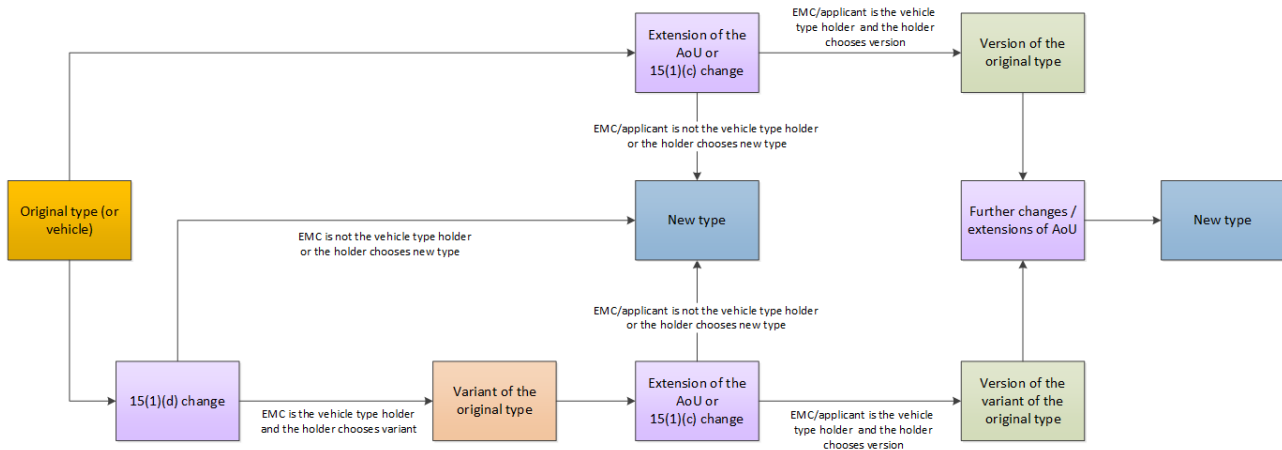 EMC/applicant is the vehicle
type holder and the holder
chooses version
Extension of the
AoU or
15(1)(c) change
Version of the
original type
EMC/applicant is not the vehicle type holder
or the holder chooses new type
Original type (or
vehicle)
New type
Further changes /
extensions of AoU
New type
EMC is not the vehicle type holder
or the holder chooses new type
EMC/applicant is not the vehicle type holder
or the holder chooses new type
15(1)(d) change
EMC is the vehicle type holder
and the holder chooses variant
Variant of the
original type
Extension of the
AoU or
15(1)(c) change
EMC/applicant is the vehicle
type holder and the holder
chooses version
Version of the
variant of the
original type